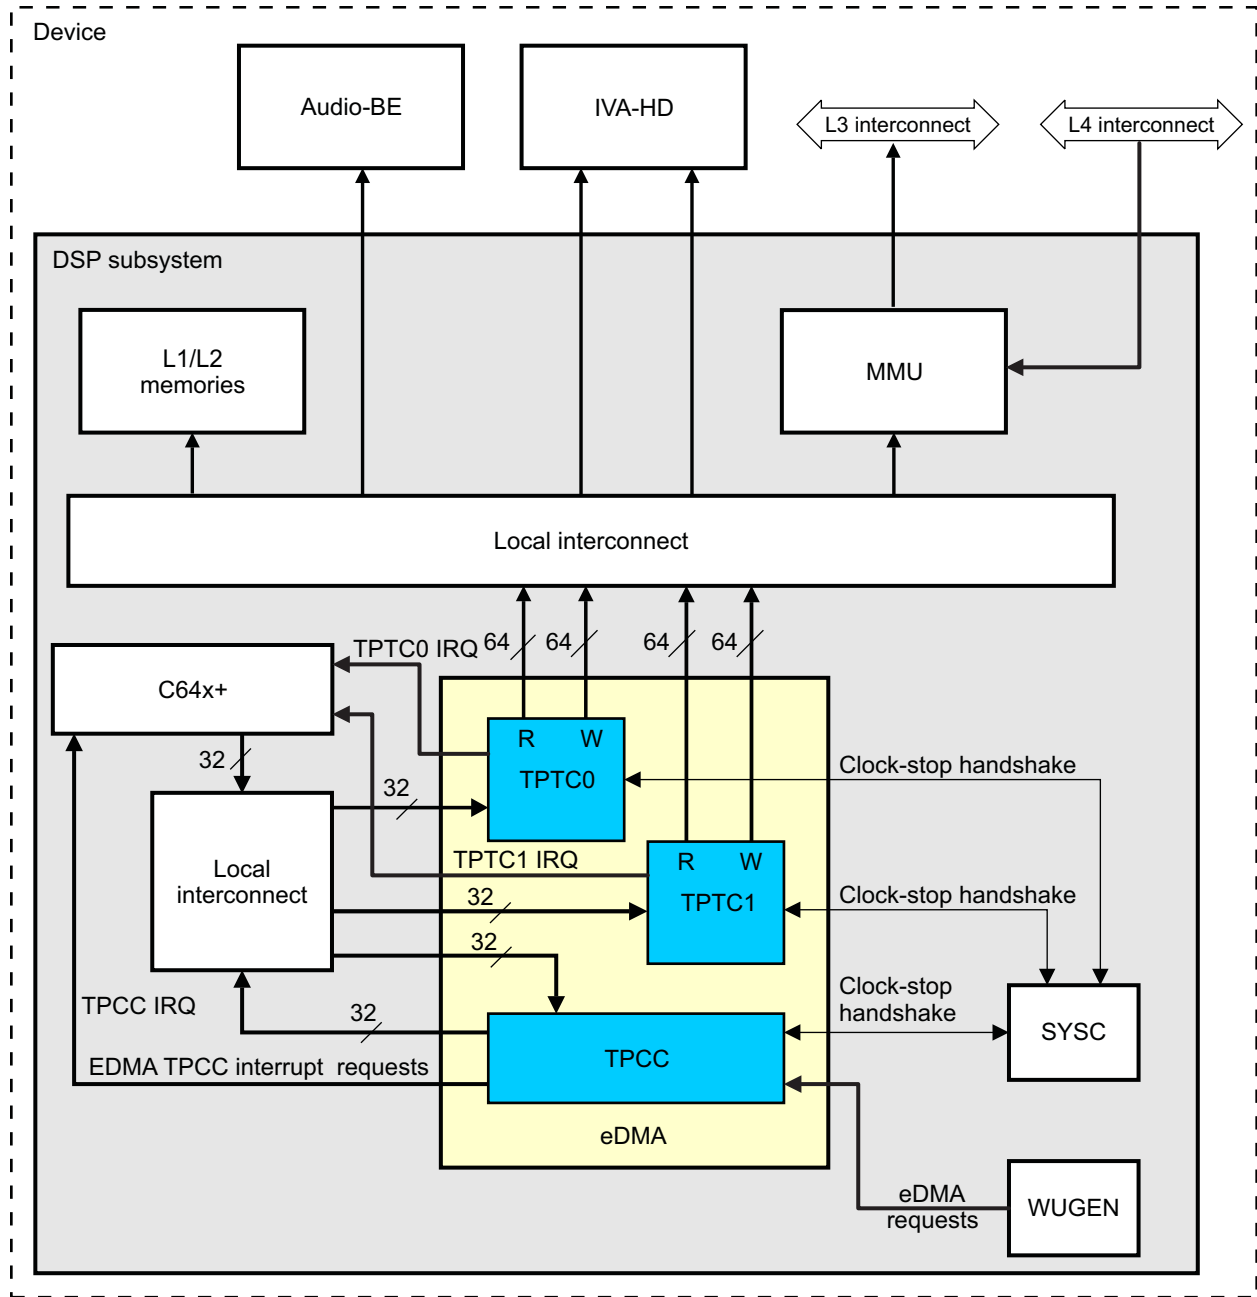 Device
Audio-BE
IVA-HD
L3 interconnect
L4 interconnect
DSP subsystem
L1/L2
memories
MMU
Local interconnect
64
64
64
64
TPTC0 IRQ
C64x+
R W
TPTC0
32
Clock-stop handshake
32
Local
interconnect
TPTC1 IRQ
R W
TPTC1
32
Clock-stop handshake
32
TPCC IRQ
32
Clock-stop
handshake
SYSC
TPCC
EDMA TPCC interrupt requests
eDMA
eDMA
requests
WUGEN